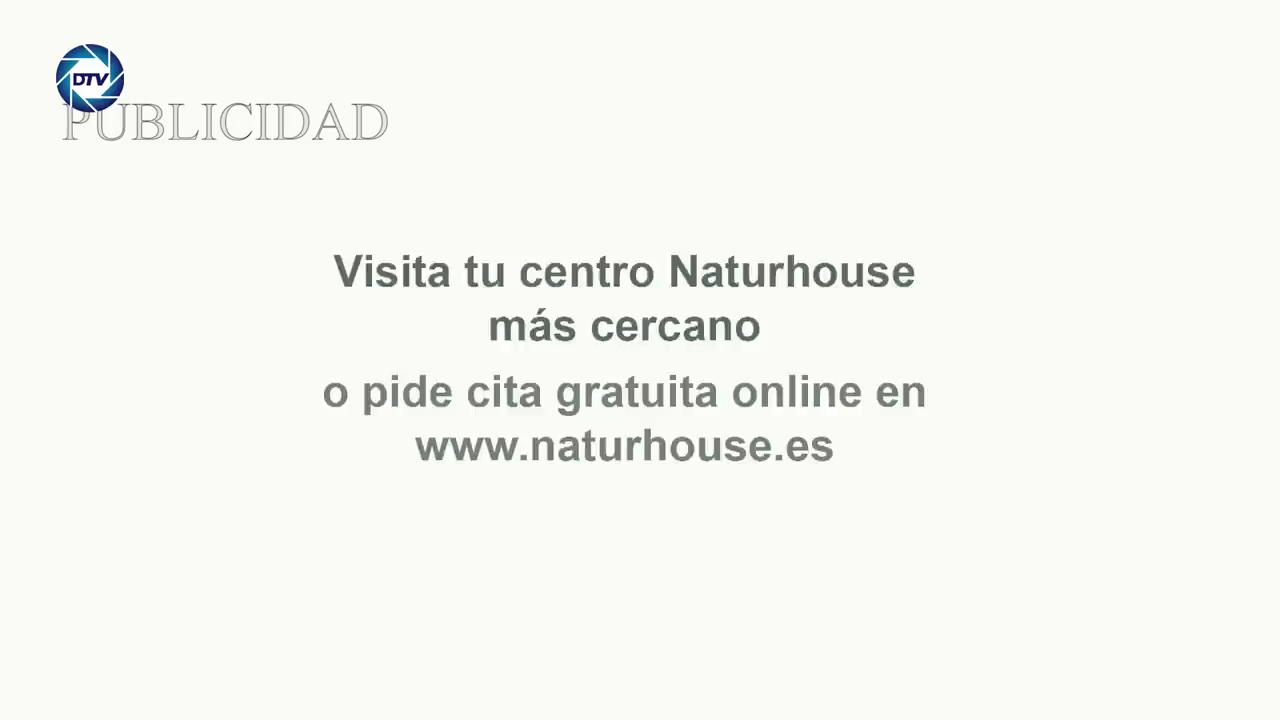 DTV
PUBLICIDAD
Visita tu centro Naturhouse
más cercano
o pide cita gratuita online en
www.naturhouse.es